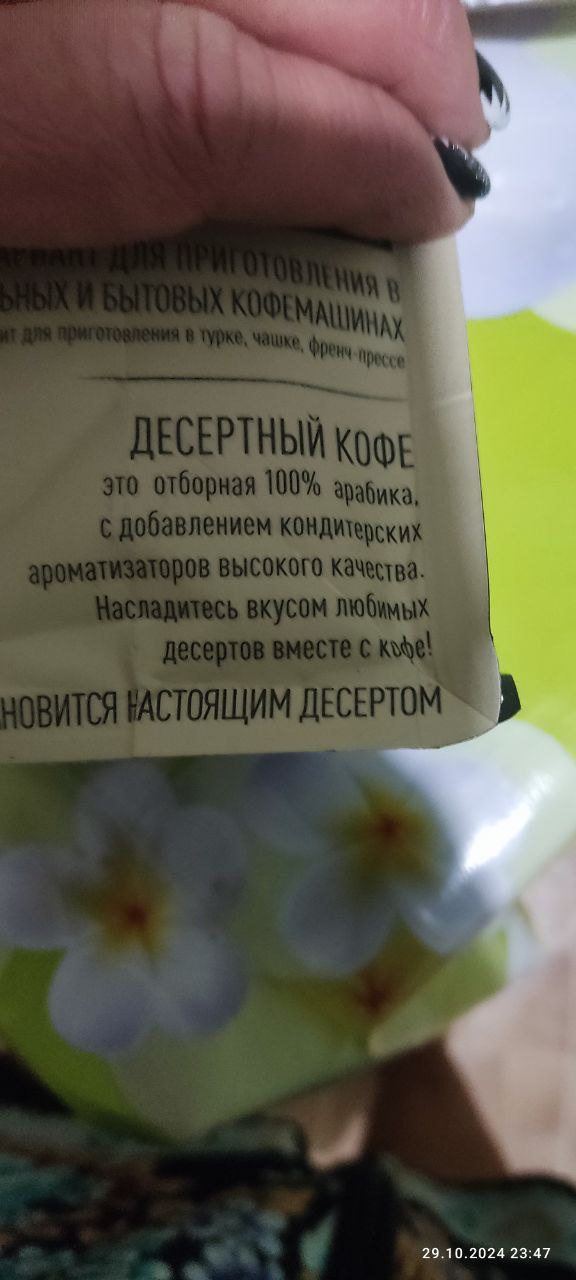 ДЛЯ ПРИГОТОВЛЕНИЯ В
И БЫТОВЫХ КОФЕМАШИНАХ
для приготовления в турке, чашке, френч-прессе
ДЕСЕРТНЫЙ КОФЕ
это отборная 100% арабика,
с добавлением кондитерских
ароматизаторов высокого качества.
Насладитесь вкусом любимых
десертов вместе с кофе!
НАСТОЯЩИМ ДЕСЕРТОМ
29.10.2024 23:47